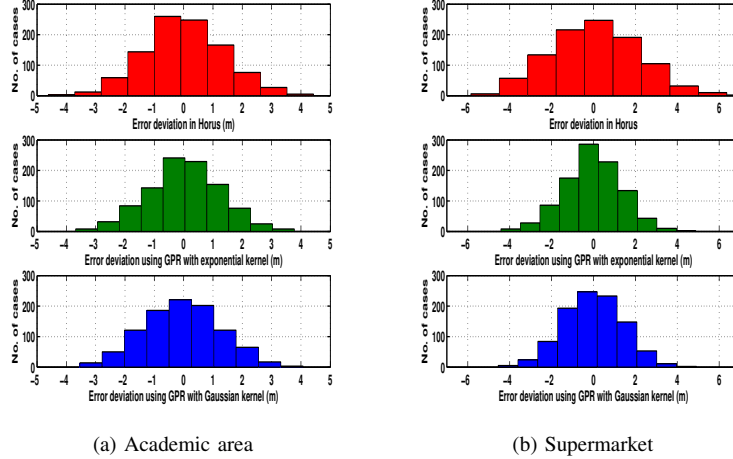 300
200
100
0
No. of cases
−5 −4 −3 −2 −1 0 1 2 3 4 5
Error deviation in Horus (m)
300
200
100
0
No. of cases
−6 −4 −2 0 2 4 6
Error deviation in Horus
300
200
100
0
No. of cases
−5 −4 −3 −2 −1 0 1 2 3 4 5
Error deviation using GPR with exponential kernel (m)
300
200
100
0
No. of cases
−6 −4 −2 0 2 4 6
Error deviation using GPR with exponential kernel (m)
300
200
100
0
No. of cases
−5 −4 −3 −2 −1 0 1 2 3 4 5
Error deviation using GPR with Gaussian kernel (m)
300
200
100
0
No. of cases
−6 −4 −2 0 2 4 6
Error deviation using GPR with Gaussian kernel (m)
(a) Academic area
(b) Supermarket